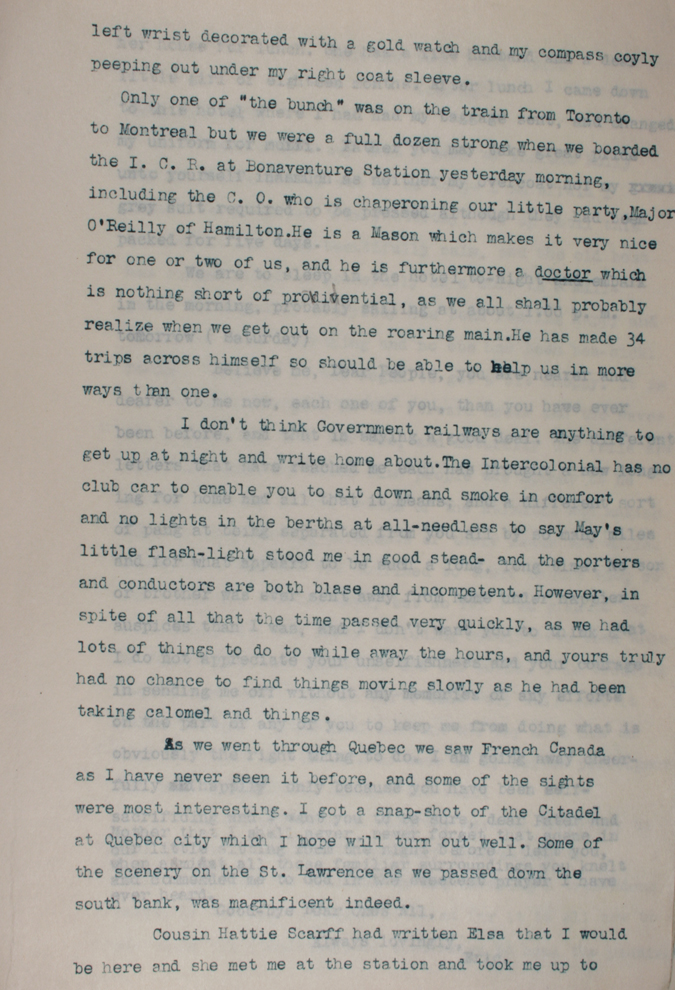 left wrist decorated with a gold watch and my compass coyly
peeping out under my right coat sleeve.
Only one of "the bunch" was on the train from Toronto
to Montreal but we were a full dozen strong when we boarded
the I. C. R. at Bonaventure Station yesterday morning,
including the C. O. who is chaperoning our little party,Major
O'Reilly of Hamilton.He is a Mason which makes it very nice
for one or two of us, and he is furthermore a doctor which
is nothing short of providential, as we all shall probably
realize when we get out on the roaring main.He has made 34
trips across himself so should be able to help us in more
ways than one.
I don't think Government railways are anything to
get up at night and write home about.The Intercolonial has no
club car to enable you to sit down and smoke in comfort
and no lights in the berths at all-needless to say May's
little flash-light stood me in good stead- and the porters
and conductors are both blase and incompetent. However, in
spite of all that the time passed very quickly, as we had
lots of things to do to while away the hours, and yours truly
had no chance to find things moving slowly as he had been
taking calomel and things.
As we went through Quebec we saw French Canada
as I have never seen it before, and some of the sights
were most interesting. I got a snap-shot of the Citadel
at Quebec city which I hope will turn out well. Some of
the scenery on the St. Lawrence as we passed down the
south bank, was magnificent indeed.
Cousin Hattie Scarff had written Elsa that I would
be here and she met me at the station and took me up to